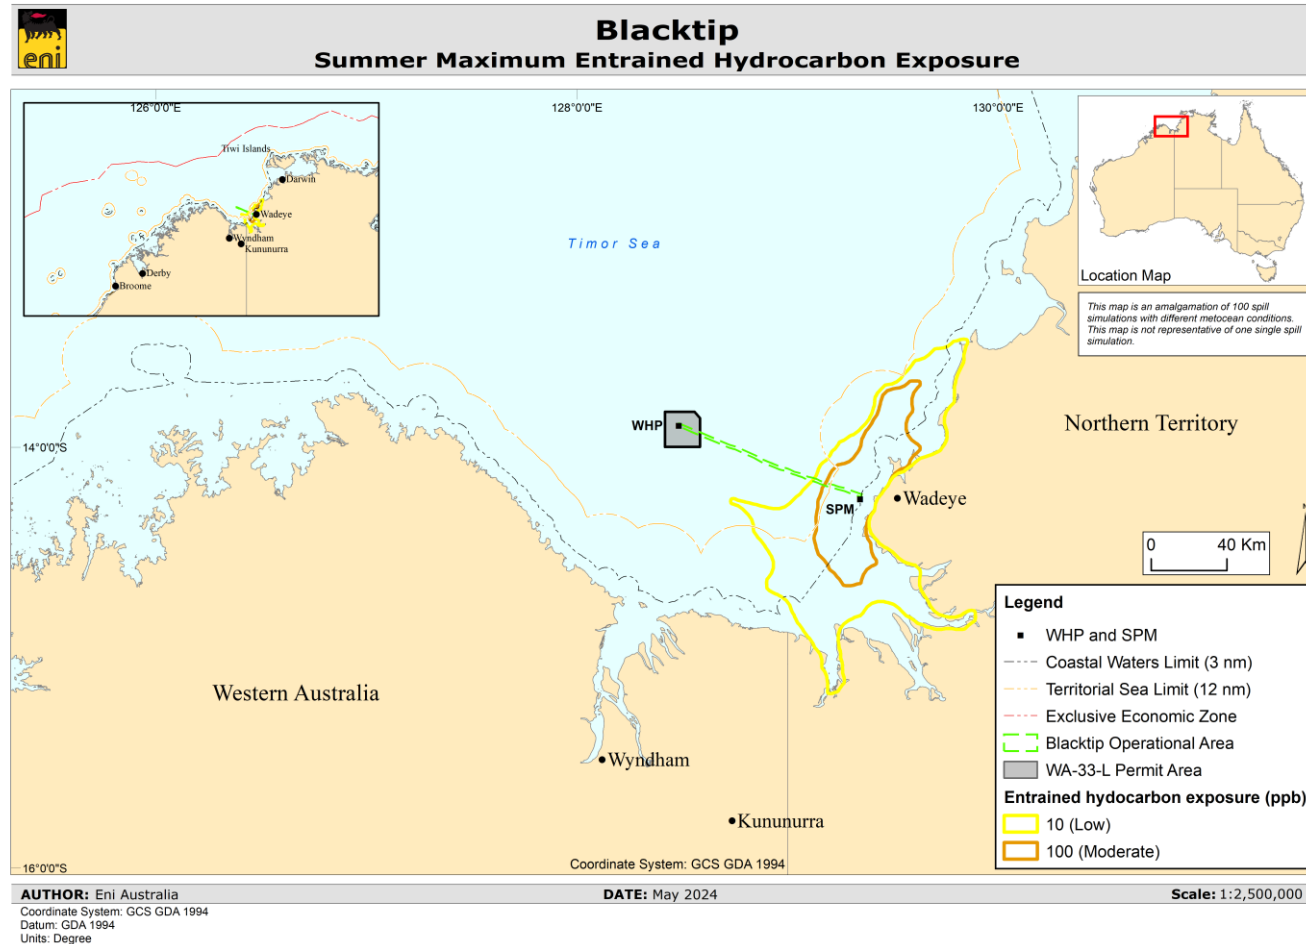 eni
Blacktip
Summer Maximum Entrained Hydrocarbon Exposure
126°0'0"E
128°0'0"E
130°0'0"E
Tiwi Islands
Darwin
Wadeye
Wyndham
Kununurra
Derby
Broome
Timor Sea
Location Map
This map is an amalgamation of 100 spill
simulations with different metocean conditions.
This map is not representative of one single spill
simulation.
WHP
14°0'0"S
Northern Territory
SPM
Wadeye
0 40 Km
Western Australia
Wyndham
Kununurra
16°0'0"S
Coordinate System: GCS GDA 1994
Legend
WHP and SPM
Coastal Waters Limit (3 nm)
Territorial Sea Limit (12 nm)
Exclusive Economic Zone
Blacktip Operational Area
WA-33-L Permit Area
Entrained hydocarbon exposure (ppb)
10 (Low)
100 (Moderate)
AUTHOR: Eni Australia
DATE: May 2024
Scale: 1:2,500,000
Coordinate System: GCS GDA 1994
Datum: GDA 1994
Units: Degree